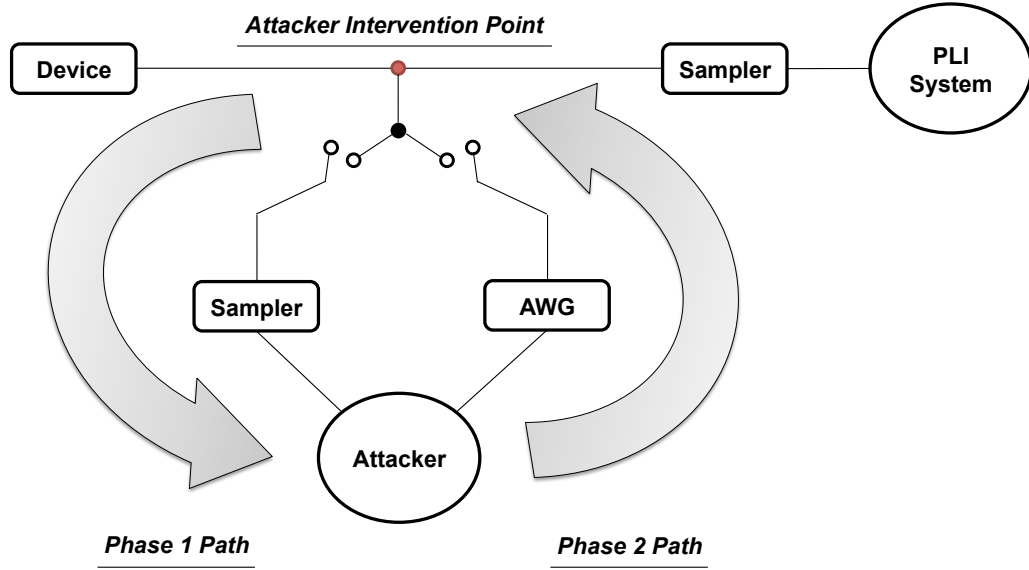 Attacker Intervention Point
Device
Sampler
PLI
System
Sampler
AWG
Attacker
Phase 1 Path
Phase 2 Path